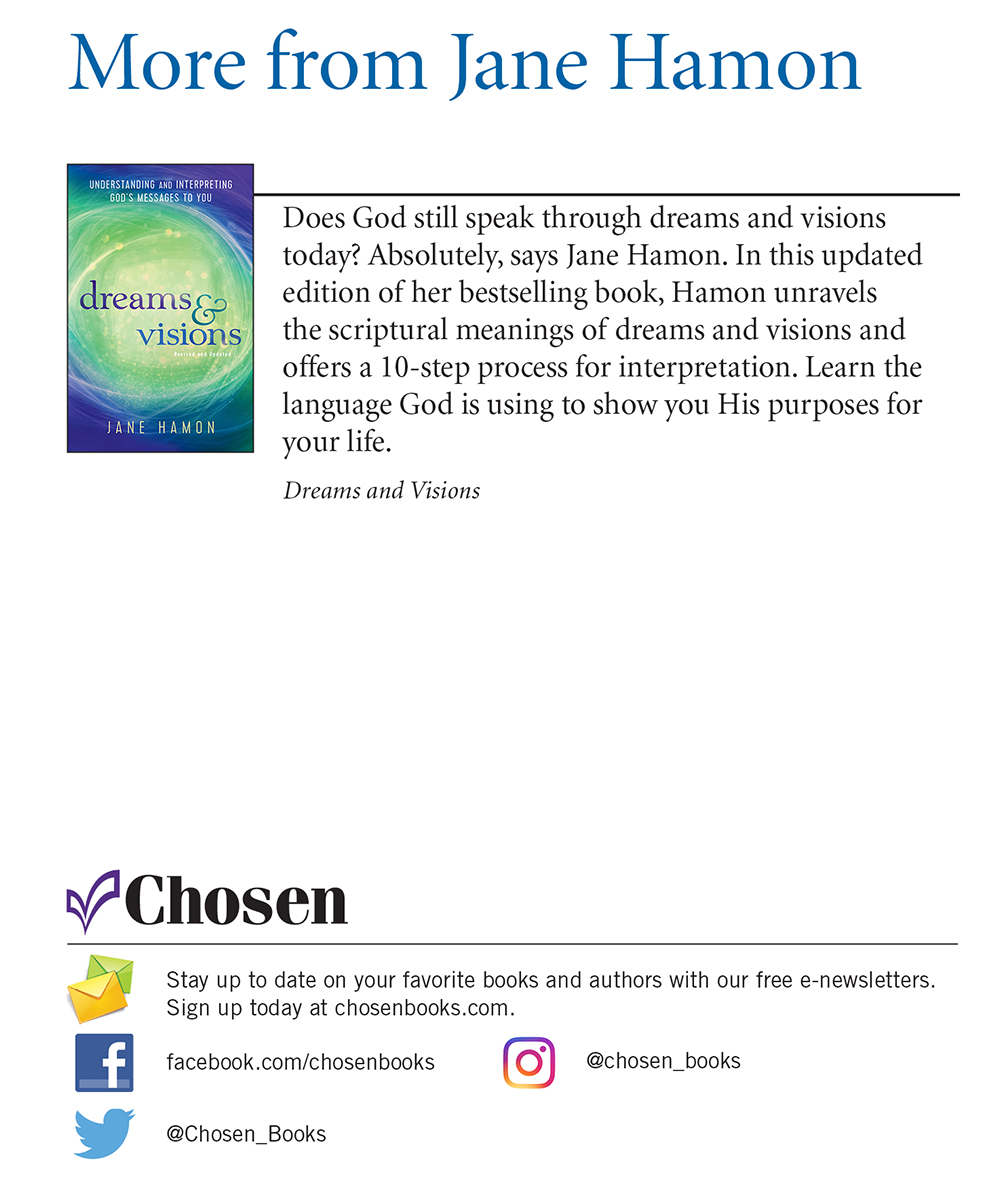 More from Jane Hamon
UNDERSTANDING AND INTERPRETING
GOD'S MESSAGES TO YOU
dreams &
visions
Revised and Updated
JANE HAMON
Does God still speak through dreams and visions
today? Absolutely, says Jane Hamon. In this updated
edition of her bestselling book, Hamon unravels
the scriptural meanings of dreams and visions and
offers a 10-step process for interpretation. Learn the
language God is using to show you His purposes for
your life.
Dreams and Visions
Chosen
Stay up to date on your favorite books and authors with our free e-newsletters.
Sign up today at chosenbooks.com.
f
facebook.com/chosenbooks
@chosen_books
@Chosen_Books